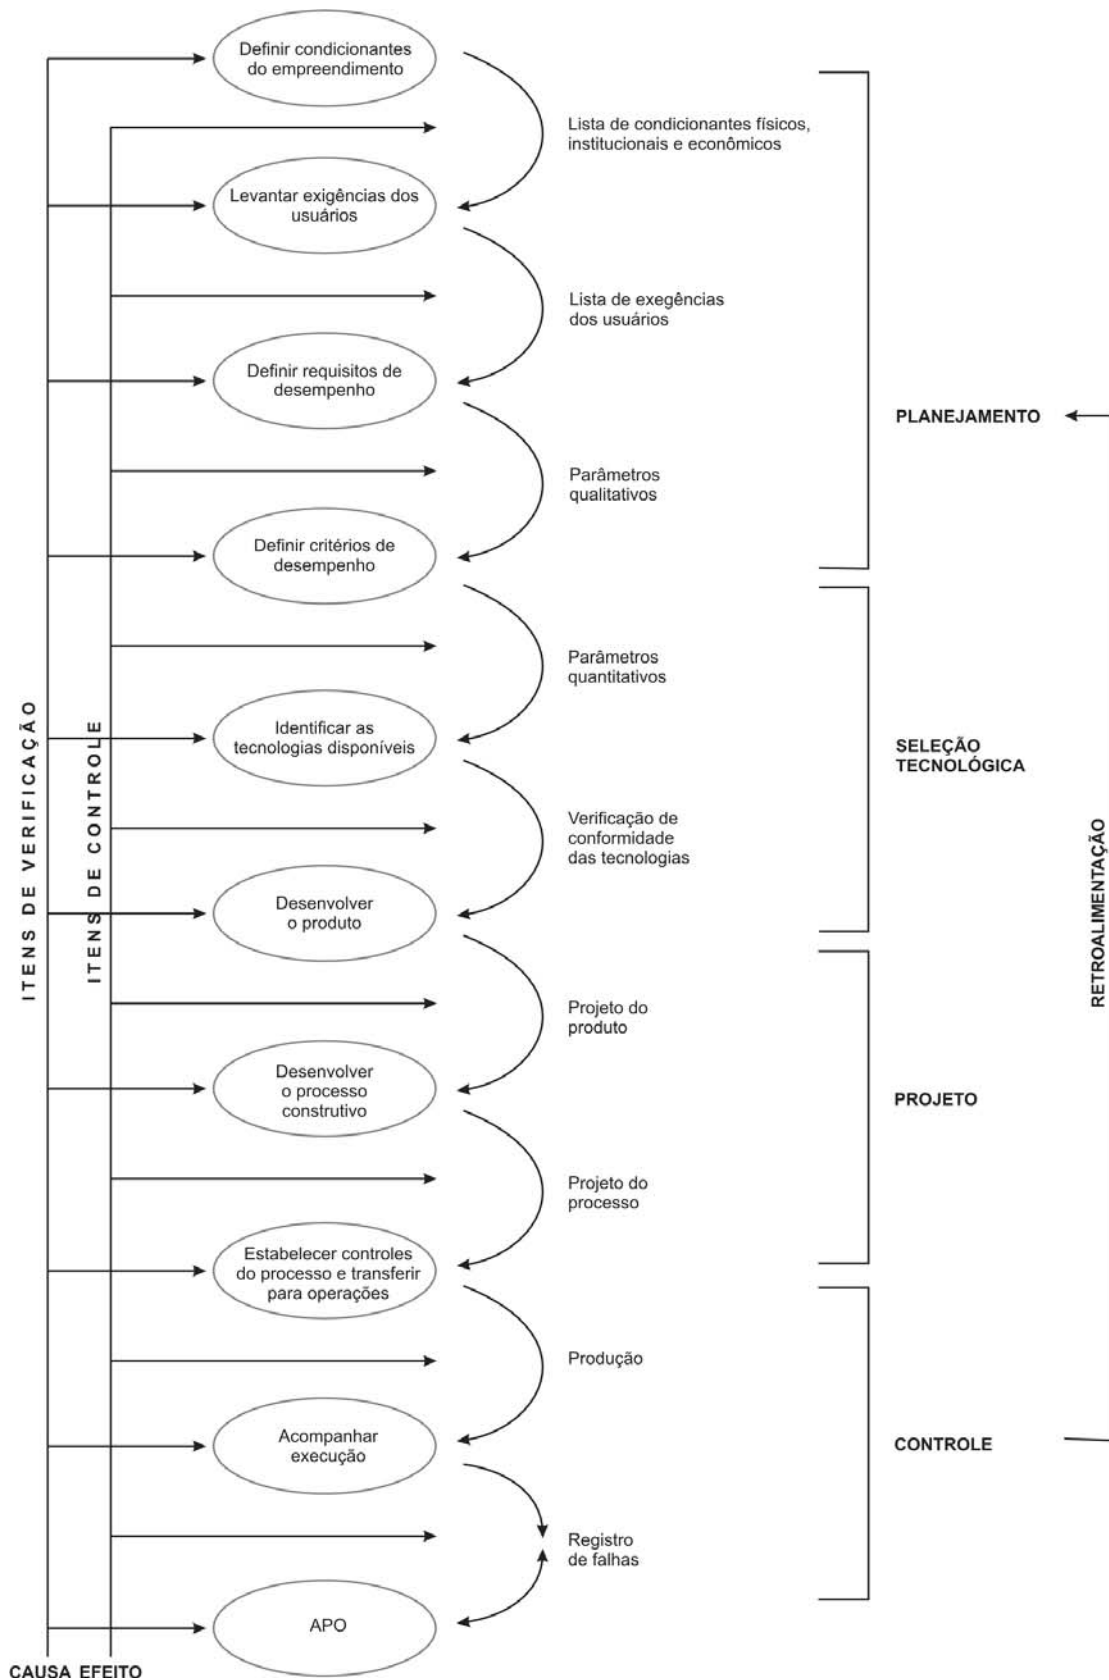 Definir condicionantes
do empreendimento
Lista de condicionantes físicos,
institucionais e econômicos
Levantar exigências dos
usuários
Lista de exegências
dos usuários
Definir requisitos de
desempenho
PLANEJAMENTO
Parâmetros
qualitativos
Definir critérios de
desempenho
Parâmetros
quantitativos
Identificar as
tecnologias disponíveis
SELEÇÃO
TECNOLÓGICA
Verificação de
conformidade
das tecnologias
Desenvolver
o produto
ITENS DE VERIFICAÇÃO
ITENS DE CONTROLE
RETROALIMENTAÇÃO
Projeto do
produto
Desenvolver
o processo
construtivo
PROJETO
Projeto do
processo
Estabelecer controles
do processo e transferir
para operações
Produção
Acompanhar
execução
CONTROLE
Registro
de falhas
APO
CAUSA EFEITO